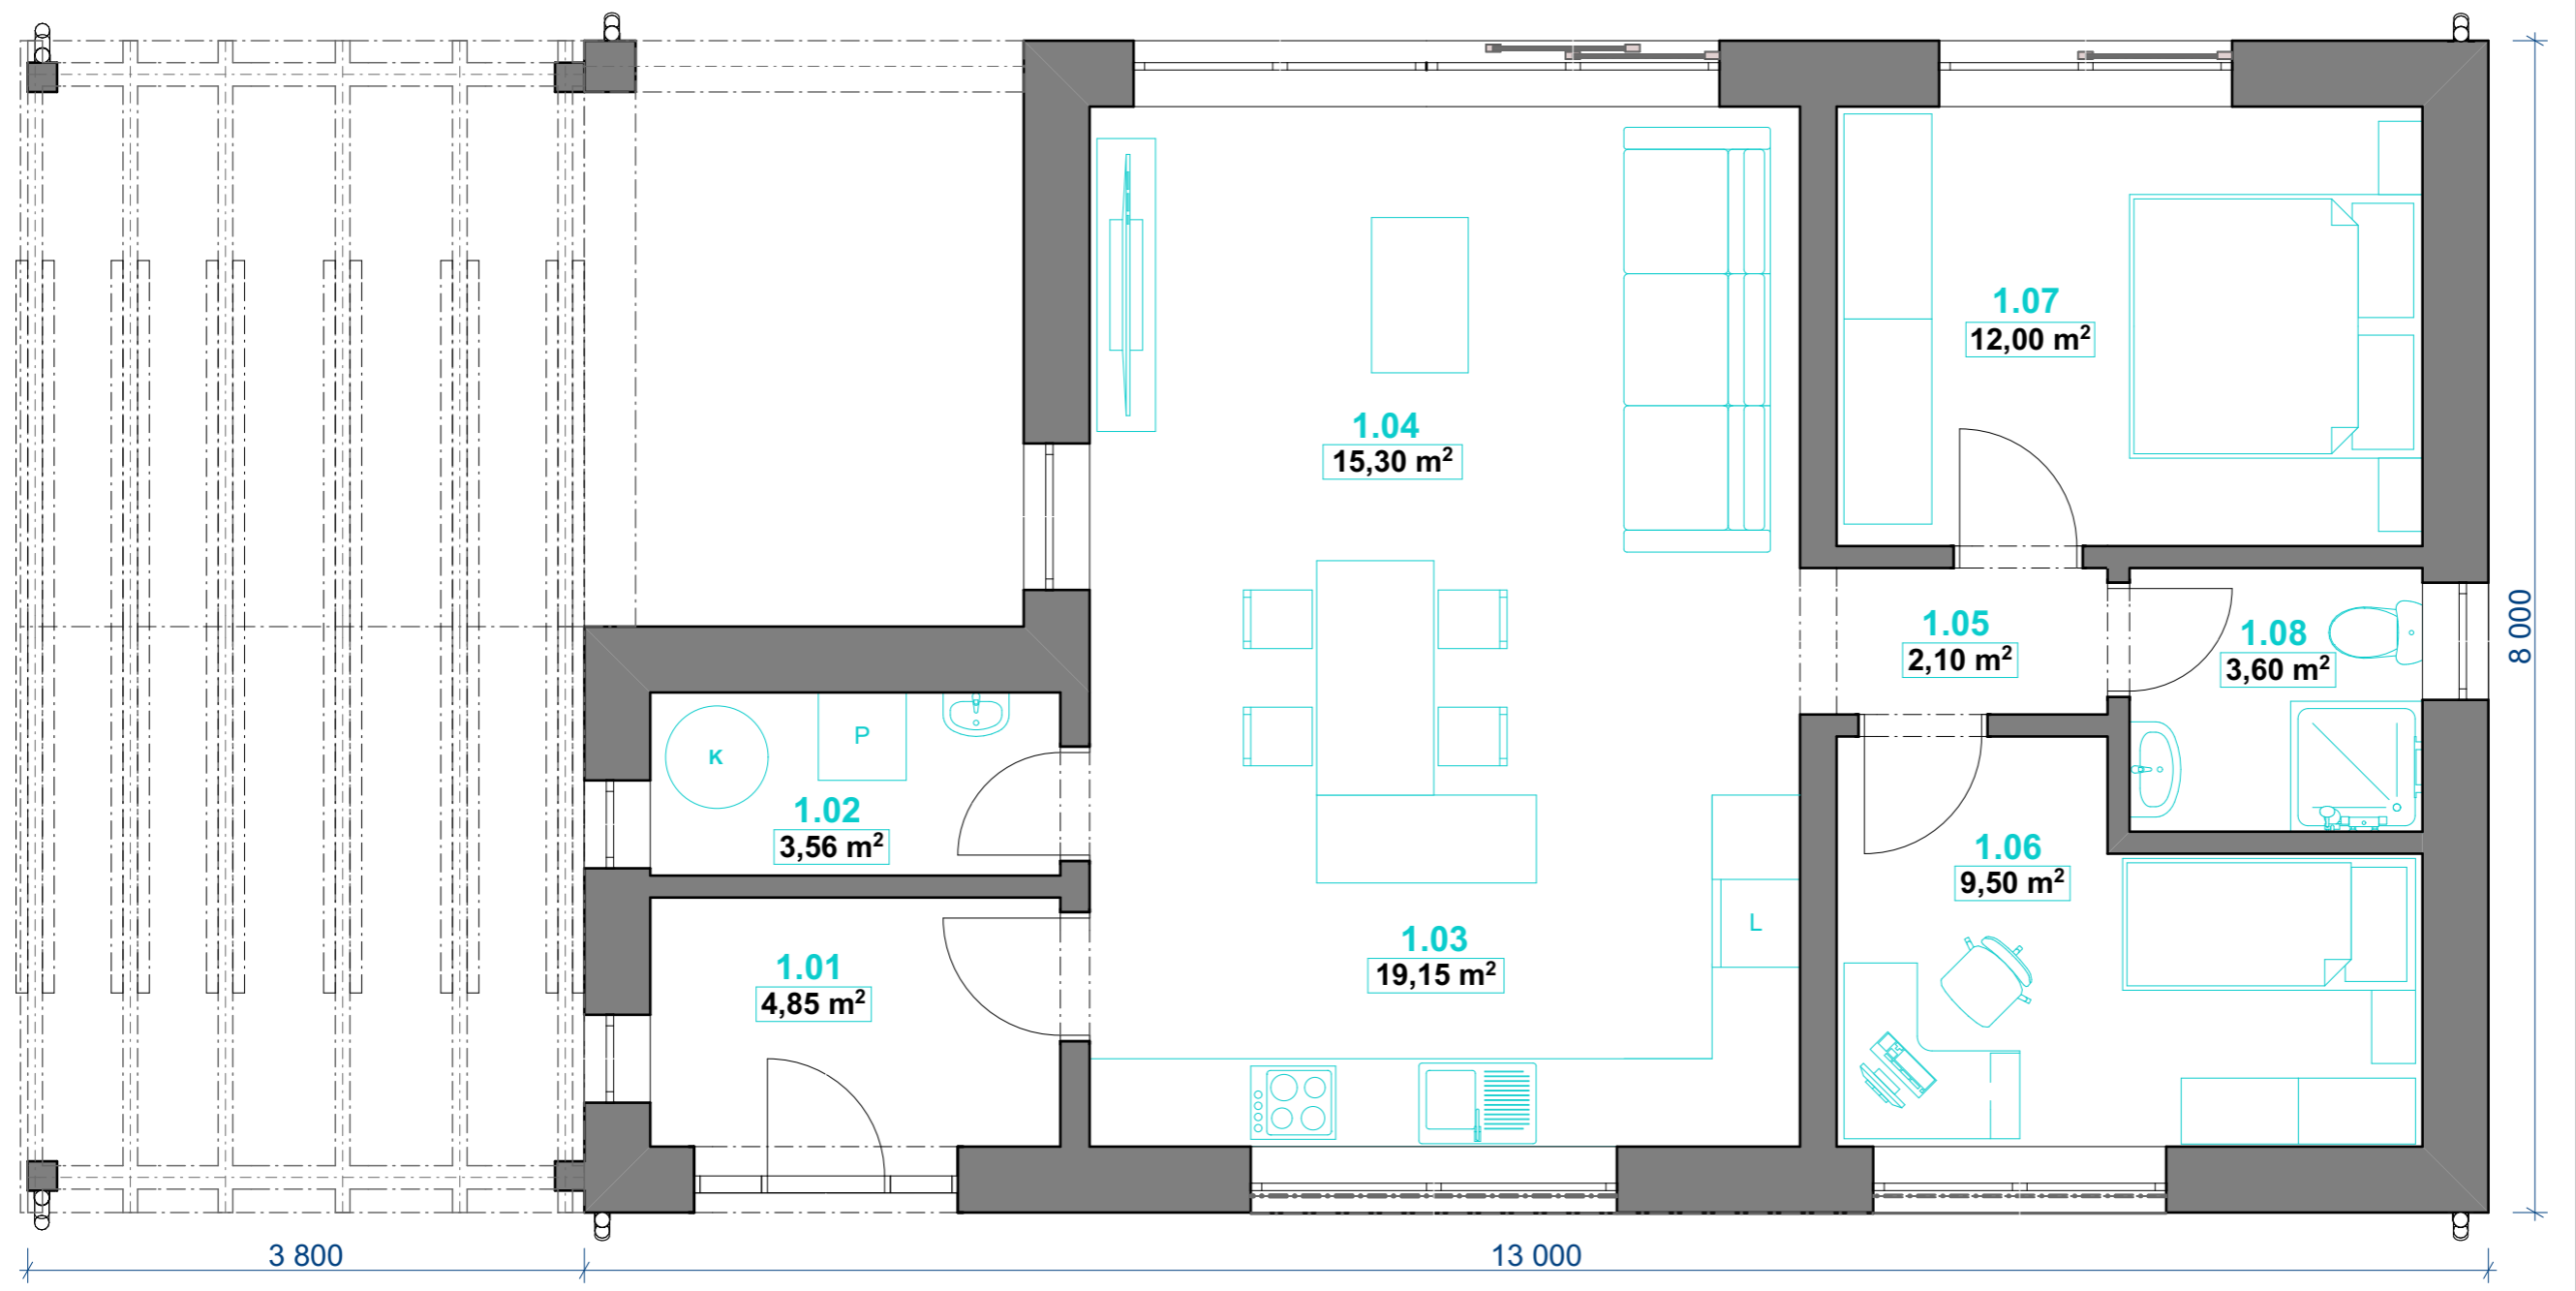 1.07
12,00 m²
1.04
15,30 m²
1.05
2,10 m²
1.08
3,60 m²
8 000
K
P
1.02
3,56 m²
1.06
9,50 m²
L
1.03
19,15 m²
1.01
4,85 m²
3 800
13 000